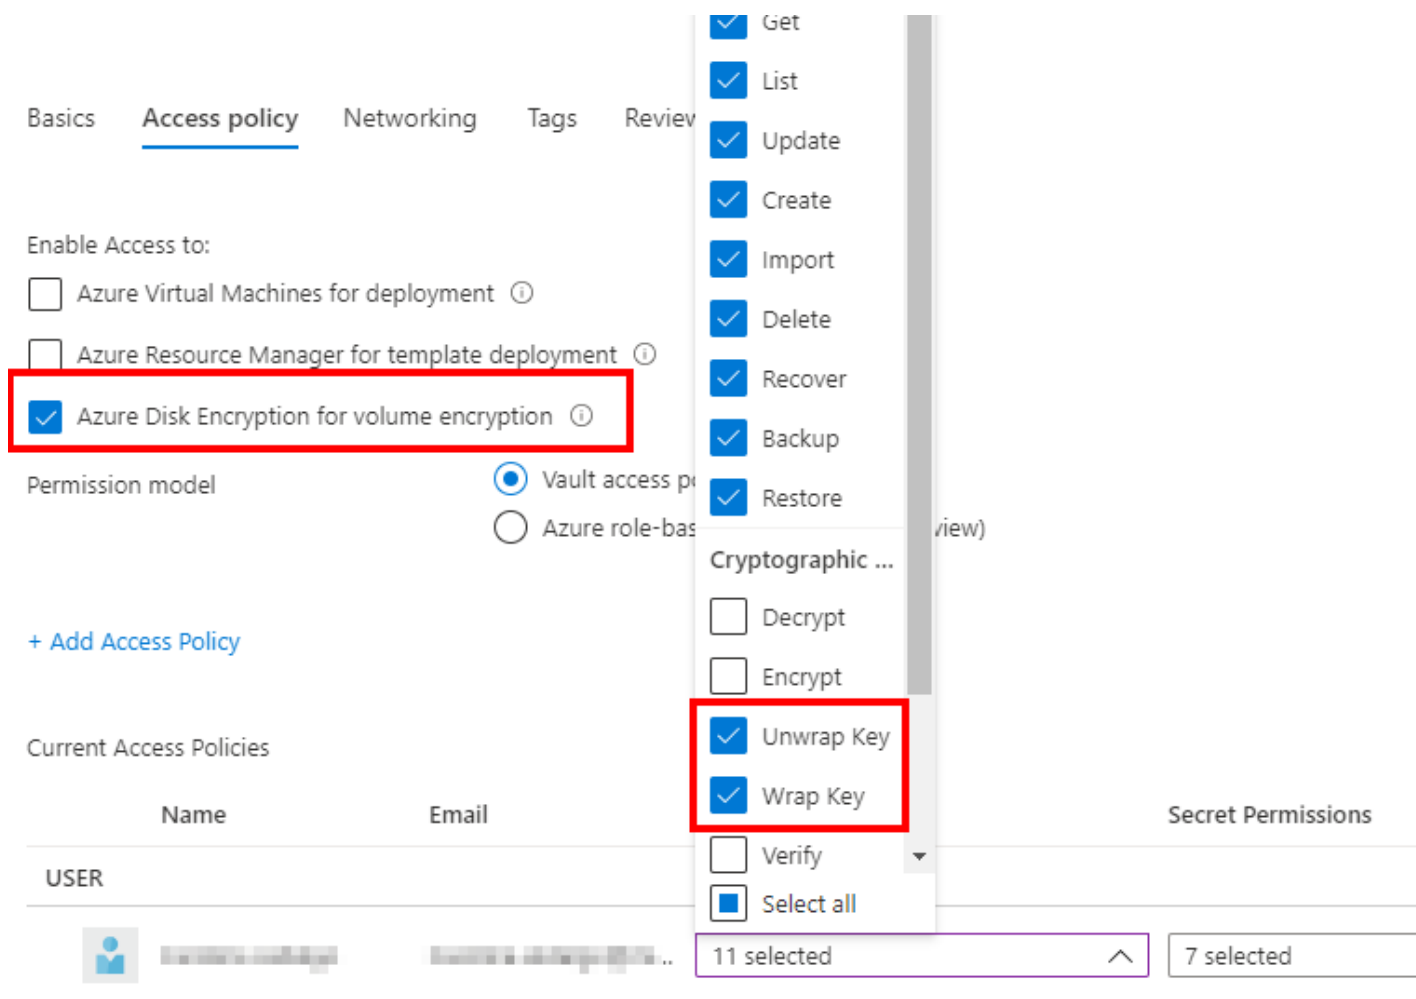 Get
List
Basics
Access policy
Networking
Tags
Review
Update
Create
Enable Access to:
Import
Azure Virtual Machines for deployment
Delete
Azure Resource Manager for template deployment
Recover
Azure Disk Encryption for volume encryption
Backup
Permission model
Vault access po
Restore
Azure role-bas
view)
Cryptographic ...
Decrypt
+ Add Access Policy
Encrypt
Unwrap Key
Current Access Policies
Wrap Key
Name
Email
Secret Permissions
Verify
USER
Select all
11 selected
7 selected